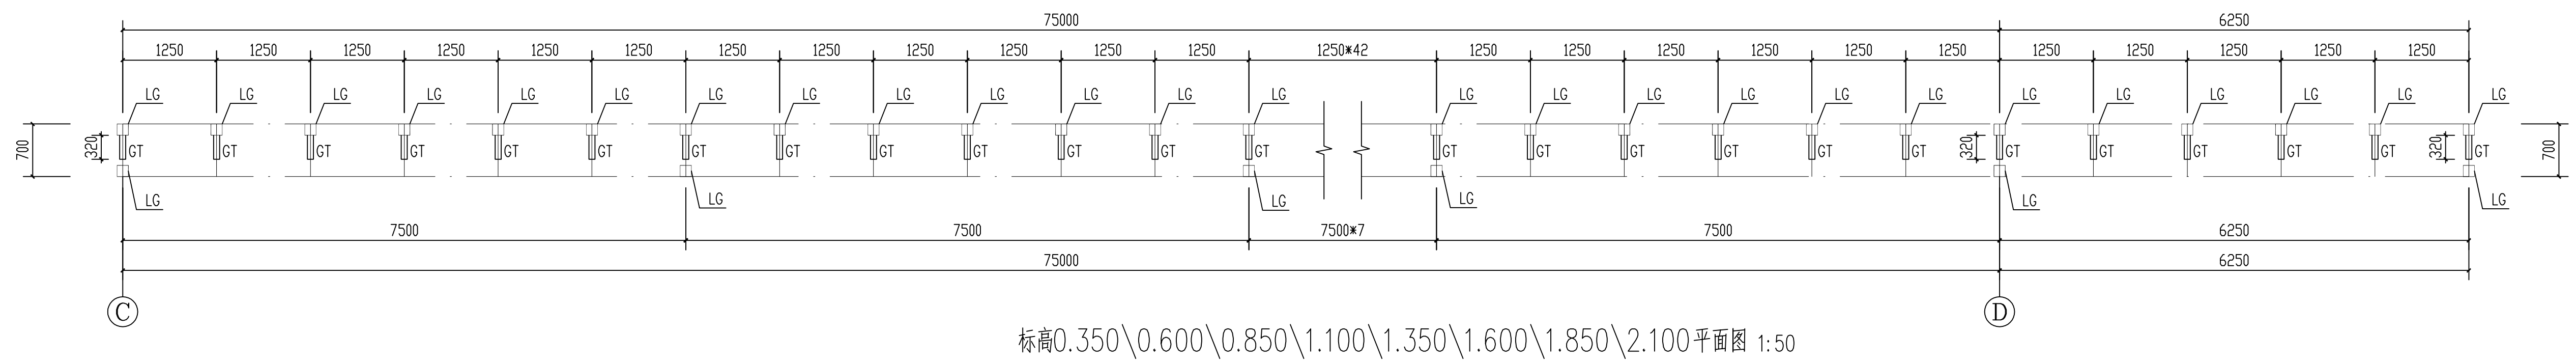 75000 6250
1250 1250 1250 1250 1250 1250 1250 1250 1250 1250 1250 1250 1250*42 1250 1250 1250 1250 1250 1250 1250 1250 1250 1250 1250
LG LG LG LG LG LG LG LG LG LG LG LG LG LG LG LG LG LG LG LG LG LG LG LG LG
700 320 GT GT GT GT GT GT GT GT GT GT GT GT GT GT GT GT GT GT GT 320 GT GT GT GT GT 320 GT 700
LG LG LG LG LG LG
7500 7500 7500*7 7500 6250
75000 6250
C D
标高0.350\0.600\0.850\1.100\1.350\1.600\1.850\2.100平面图 1:50